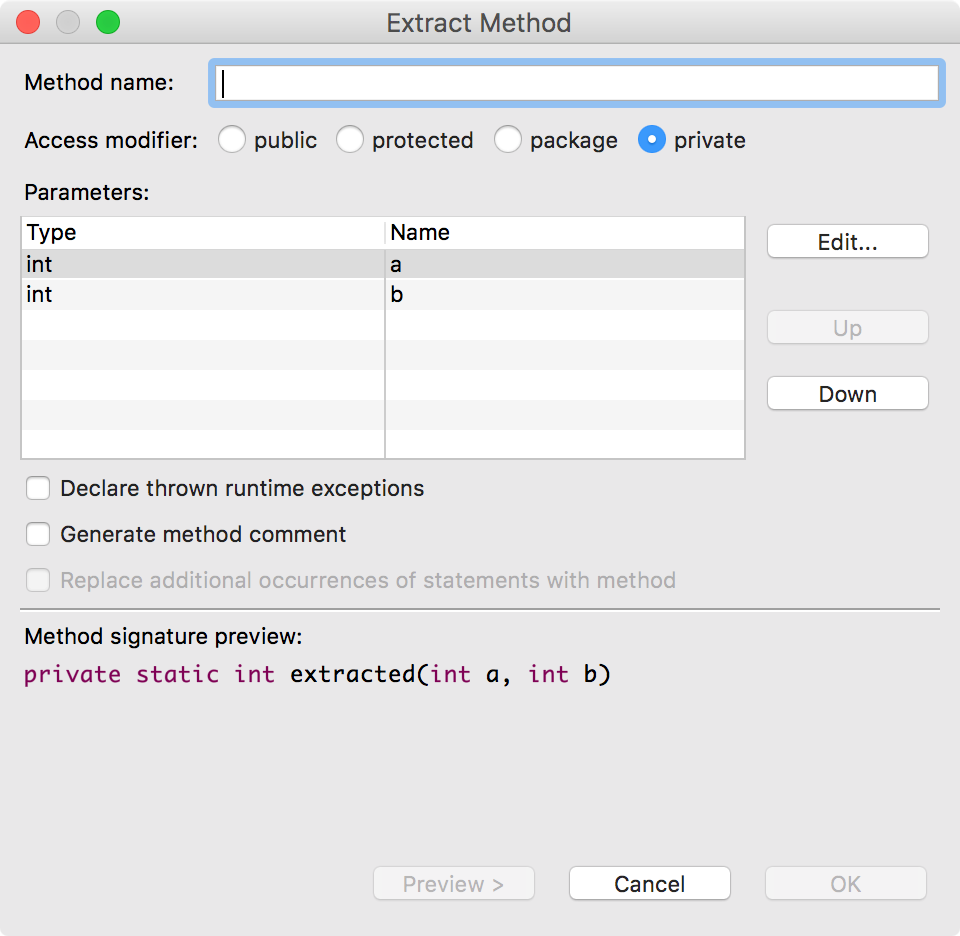 Extract Method
Method name:
Access modifier: public protected package private
Parameters:
Type Name
int a
int b
Edit...
Up
Down
Declare thrown runtime exceptions
Generate method comment
Replace additional occurrences of statements with method
Method signature preview:
private static int extracted(int a, int b)
Preview > Cancel OK